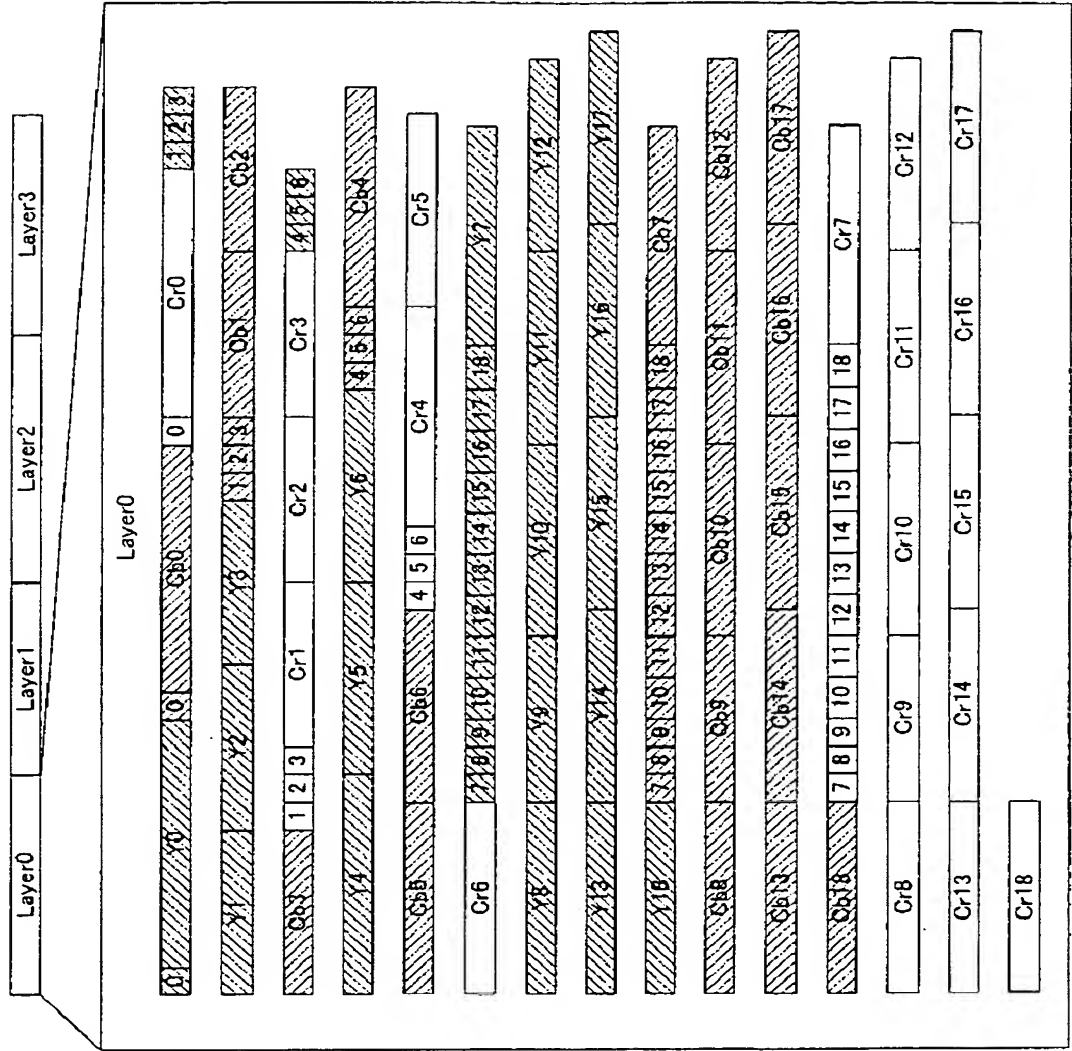 Layer0 Layer1 Layer2 Layer3
Layer0
0 Y0 0 Cb0 0 Cr0 1 2 3
Y1 Y2 Y3 1 2 3 Cb1 Cb2
Cb3 1 2 3 Cr1 Cr2 Cr3 4 5 6
Y4 Y5 Y6 4 5 6 Cb4
Cb5 Cb6 4 5 6 Cr4 Cr5
Cr6 7 8 9 10 11 12 13 14 15 16 17 18 Y7
Y8 Y9 Y10 Y11 Y12
Y13 Y14 Y15 Y16 Y17
Y18 7 8 9 10 11 12 13 14 15 16 17 18 Cb7
Cb8 Cb9 Cb10 Cb11 Cb12
Cb13 Cb14 Cb15 Cb16 Cb17
Cb18 7 8 9 10 11 12 13 14 15 16 17 18 Cr7
Cr8 Cr9 Cr10 Cr11 Cr12
Cr13 Cr14 Cr15 Cr16 Cr17
Cr18